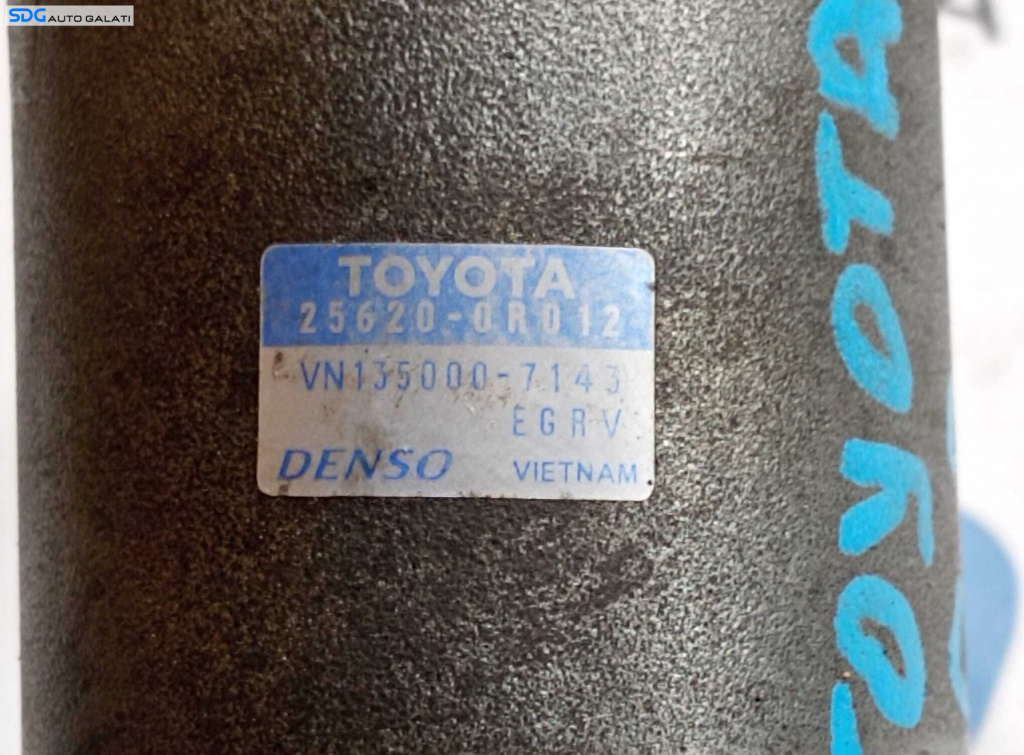 SDG AUTO GALATI
TOYOTA
25620-0R012
VN135000-7143
EGRV
DENSO VIETNAM
TOYOTA